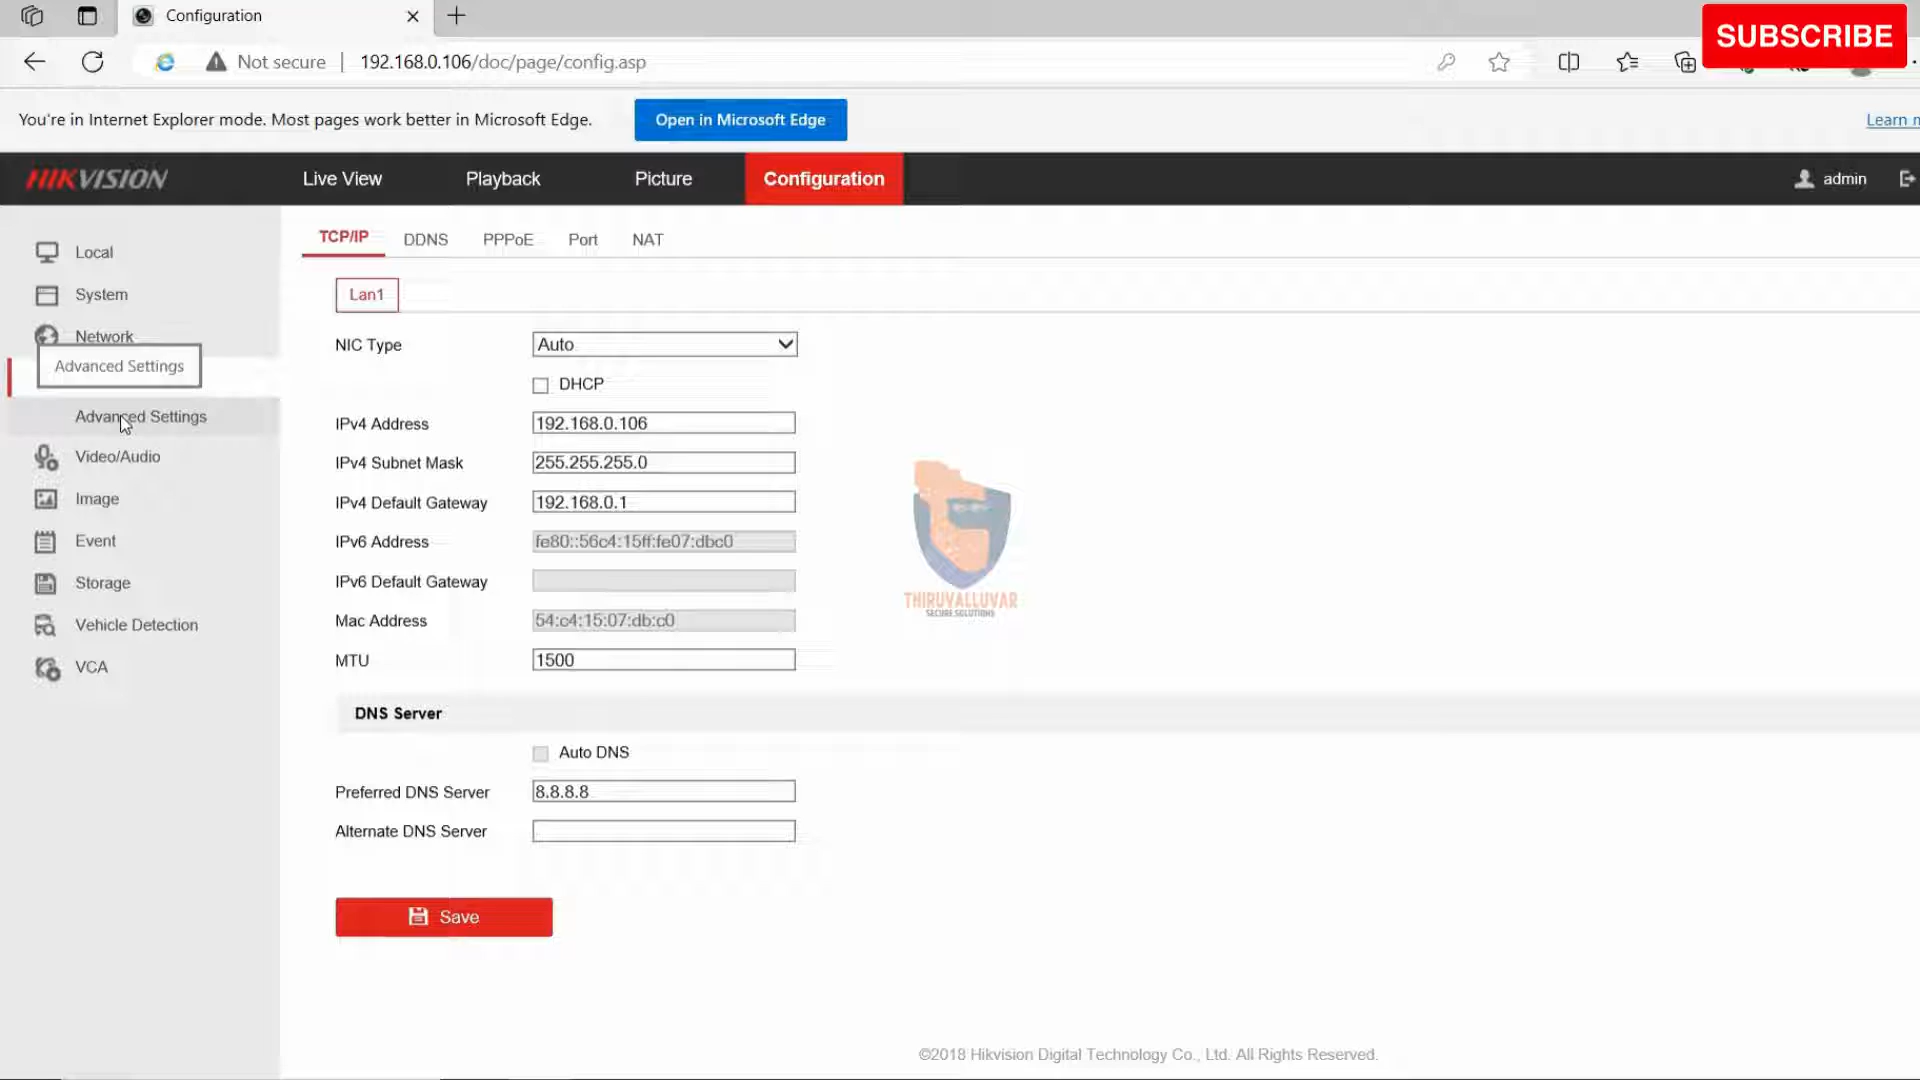 Configuration
SUBSCRIBE
Not secure | 192.168.0.106/doc/page/config.asp
You're in Internet Explorer mode. Most pages work better in Microsoft Edge.
Open in Microsoft Edge
Learn
HIKVISION
Live View
Playback
Picture
Configuration
admin
Local
System
Network
Advanced Settings
Advanced Settings
Video/Audio
Image
Event
Storage
Vehicle Detection
VCA
TCP/IP
DDNS
PPPoE
Port
NAT
Lan1
NIC Type Auto
DHCP
IPv4 Address 192.168.0.106
IPv4 Subnet Mask 255.255.255.0
IPv4 Default Gateway 192.168.0.1
IPv6 Address fe80::56c4:15ff:fe07:dbc0
IPv6 Default Gateway
Mac Address 54:c4:15:07:db:c0
MTU 1500
DNS Server
Auto DNS
Preferred DNS Server 8.8.8.8
Alternate DNS Server
Save
THIRUVALLUVAR
SECURE SOLUTIONS
©2018 Hikvision Digital Technology Co., Ltd. All Rights Reserved.